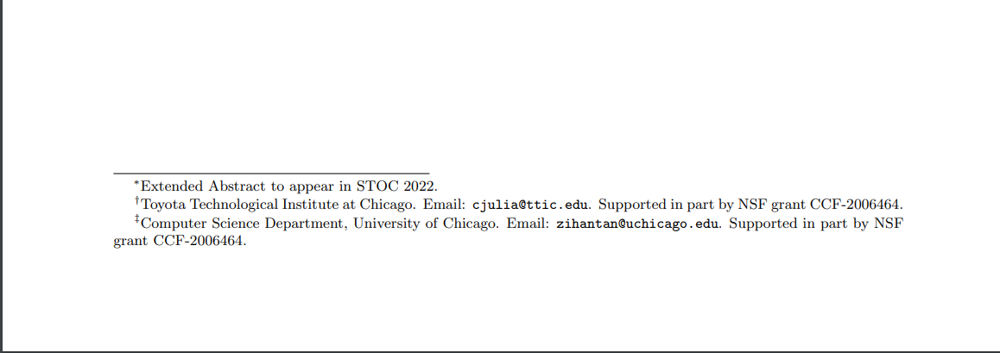 *Extended Abstract to appear in STOC 2022.
†Toyota Technological Institute at Chicago. Email: cjulia@ttic.edu. Supported in part by NSF grant CCF-2006464.
‡Computer Science Department, University of Chicago. Email: zihantan@uchicago.edu. Supported in part by NSF
grant CCF-2006464.